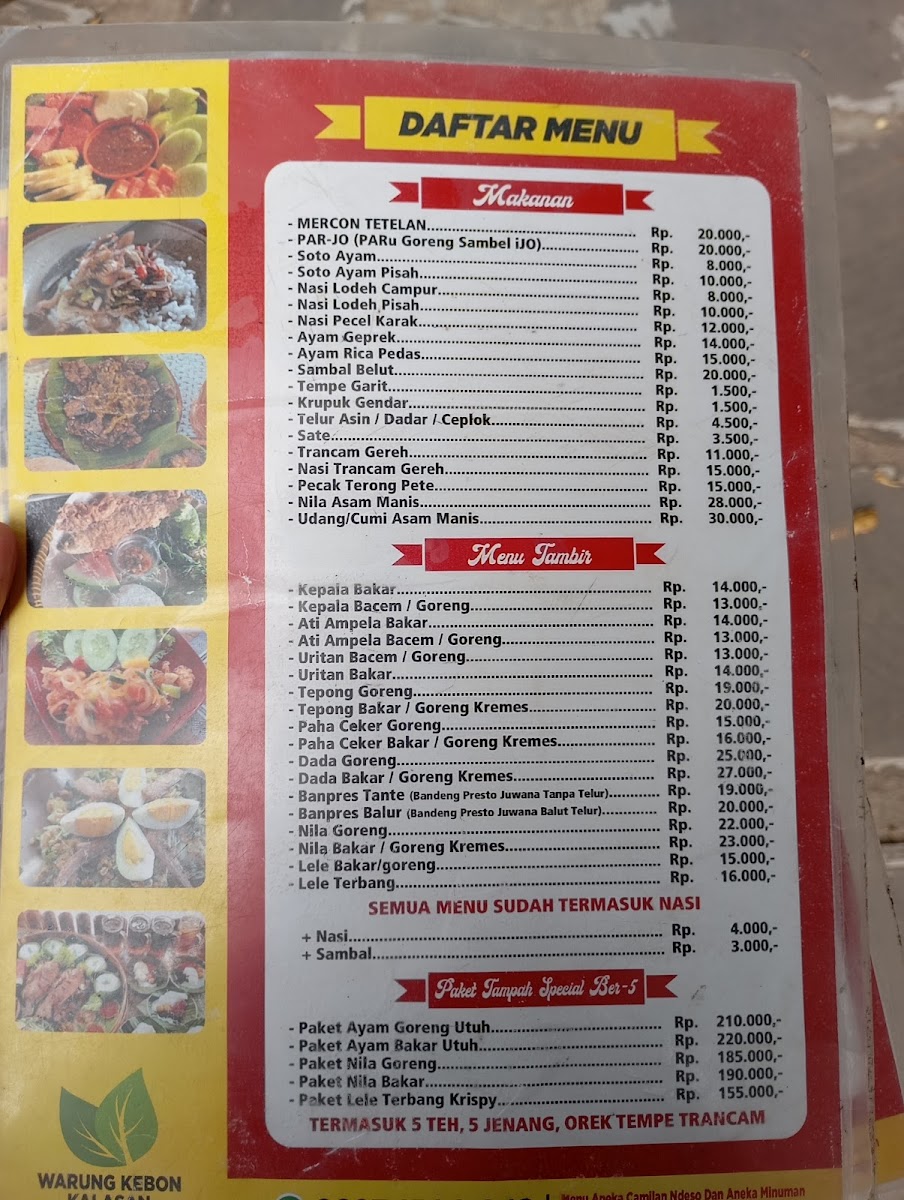 DAFTAR MENU
Makanan
- MERCON TETELAN........ Rp. 20.000,-
- PAR-JO (PARu Goreng Sambel iJO)........ Rp. 20.000,-
- Soto Ayam........ Rp. 8.000,-
- Soto Ayam Pisah........ Rp. 10.000,-
- Nasi Lodeh Campur........ Rp. 8.000,-
- Nasi Lodeh Pisah........ Rp. 10.000,-
- Nasi Pecel Karak........ Rp. 12.000,-
- Ayam Geprek........ Rp. 14.000,-
- Ayam Rica Pedas........ Rp. 15.000,-
- Sambal Belut........ Rp. 20.000,-
- Tempe Garit........ Rp. 1.500,-
- Krupuk Gendar........ Rp. 1.500,-
- Telur Asin / Dadar / Ceplok........ Rp. 4.500,-
- Sate........ Rp. 3.500,-
- Trancam Gereh........ Rp. 11.000,-
- Nasi Trancam Gereh........ Rp. 15.000,-
- Pecak Terong Pete........ Rp. 15.000,-
- Nila Asam Manis........ Rp. 28.000,-
- Udang/Cumi Asam Manis........ Rp. 30.000,-
Menu Tambir
- Kepala Bakar........ Rp. 14.000,-
- Kepala Bacem / Goreng........ Rp. 13.000,-
- Ati Ampela Bakar........ Rp. 14.000,-
- Ati Ampela Bacem / Goreng........ Rp. 13.000,-
- Uritan Bacem / Goreng........ Rp. 13.000,-
- Uritan Bakar........ Rp. 14.000,-
- Tepong Goreng........ Rp. 19.000,-
- Tepong Bakar / Goreng Kremes........ Rp. 20.000,-
- Paha Ceker Goreng........ Rp. 15.000,-
- Paha Ceker Bakar / Goreng Kremes........ Rp. 16.000,-
- Dada Goreng........ Rp. 25.000,-
- Dada Bakar / Goreng Kremes........ Rp. 27.000,-
- Banpres Tante (Bandeng Presto Juwana Tanpa Telur)........ Rp. 19.000,-
- Banpres Balur (Bandeng Presto Juwana Balut Telur)........ Rp. 20.000,-
- Nila Goreng........ Rp. 22.000,-
- Nila Bakar / Goreng Kremes........ Rp. 23.000,-
- Lele Bakar/goreng........ Rp. 15.000,-
- Lele Terbang........ Rp. 16.000,-
SEMUA MENU SUDAH TERMASUK NASI
+ Nasi........ Rp. 4.000,-
+ Sambal........ Rp. 3.000,-
Paket Tampah Special Ber-5
- Paket Ayam Goreng Utuh........ Rp. 210.000,-
- Paket Ayam Bakar Utuh........ Rp. 220.000,-
- Paket Nila Goreng........ Rp. 185.000,-
- Paket Nila Bakar........ Rp. 190.000,-
- Paket Lele Terbang Krispy........ Rp. 155.000,-
TERMASUK 5 TEH, 5 JENANG, OREK TEMPE TRANCAM
WARUNG KEBON
KALASAN
Menu Aneka Camilan Ndeso Dan Aneka Minuman